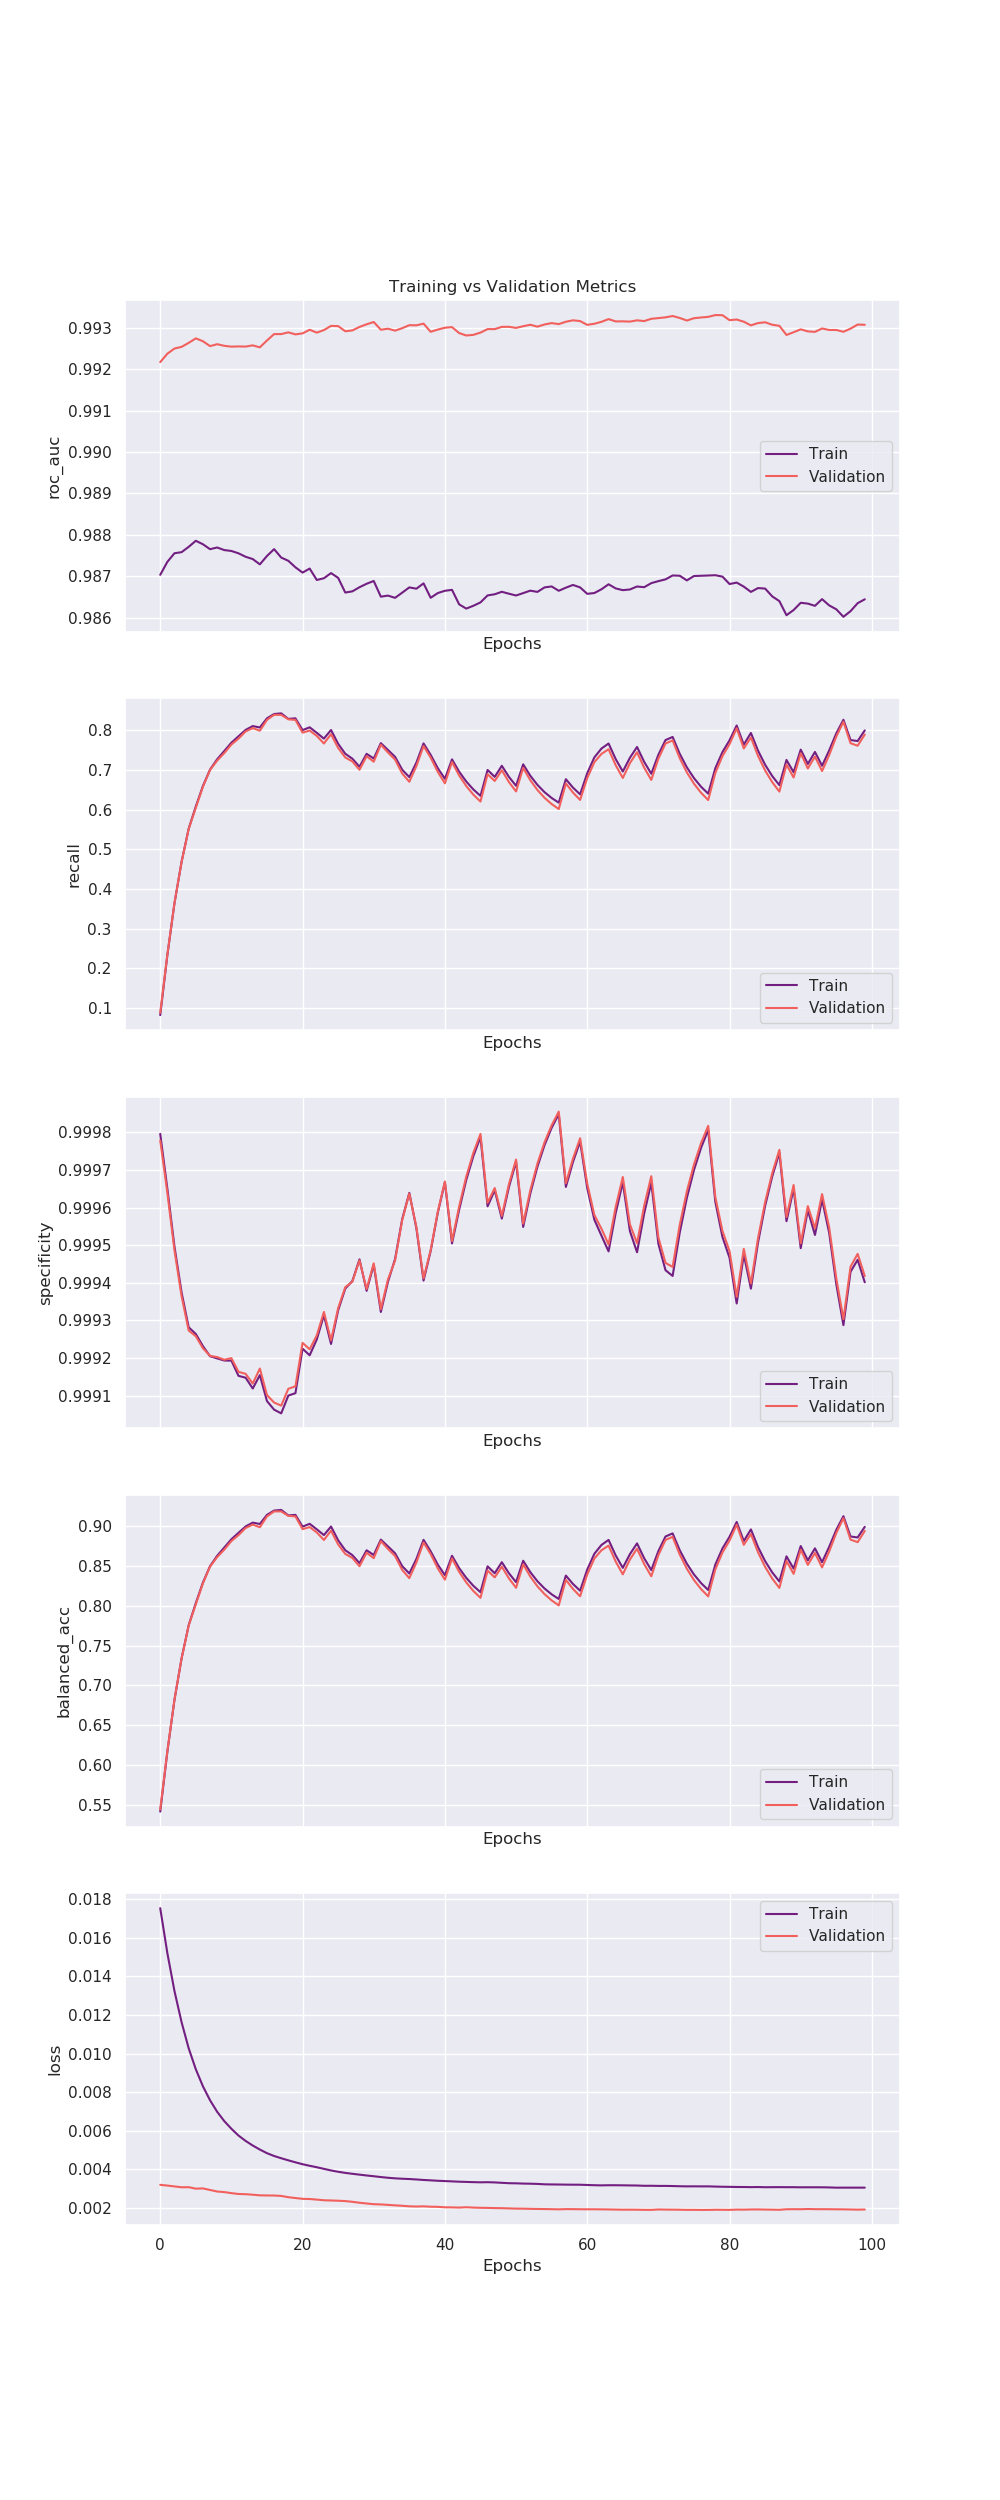 Training vs Validation Metrics
0.993
0.992
0.991
0.990
0.989
0.988
0.987
0.986
roc_auc
Train
Validation
Epochs
0.8
0.7
0.6
0.5
0.4
0.3
0.2
0.1
recall
Train
Validation
Epochs
0.9998
0.9997
0.9996
0.9995
0.9994
0.9993
0.9992
0.9991
specificity
Train
Validation
Epochs
0.90
0.85
0.80
0.75
0.70
0.65
0.60
0.55
balanced_acc
Train
Validation
Epochs
0.018
0.016
0.014
0.012
0.010
0.008
0.006
0.004
0.002
loss
Train
Validation
0 20 40 60 80 100
Epochs